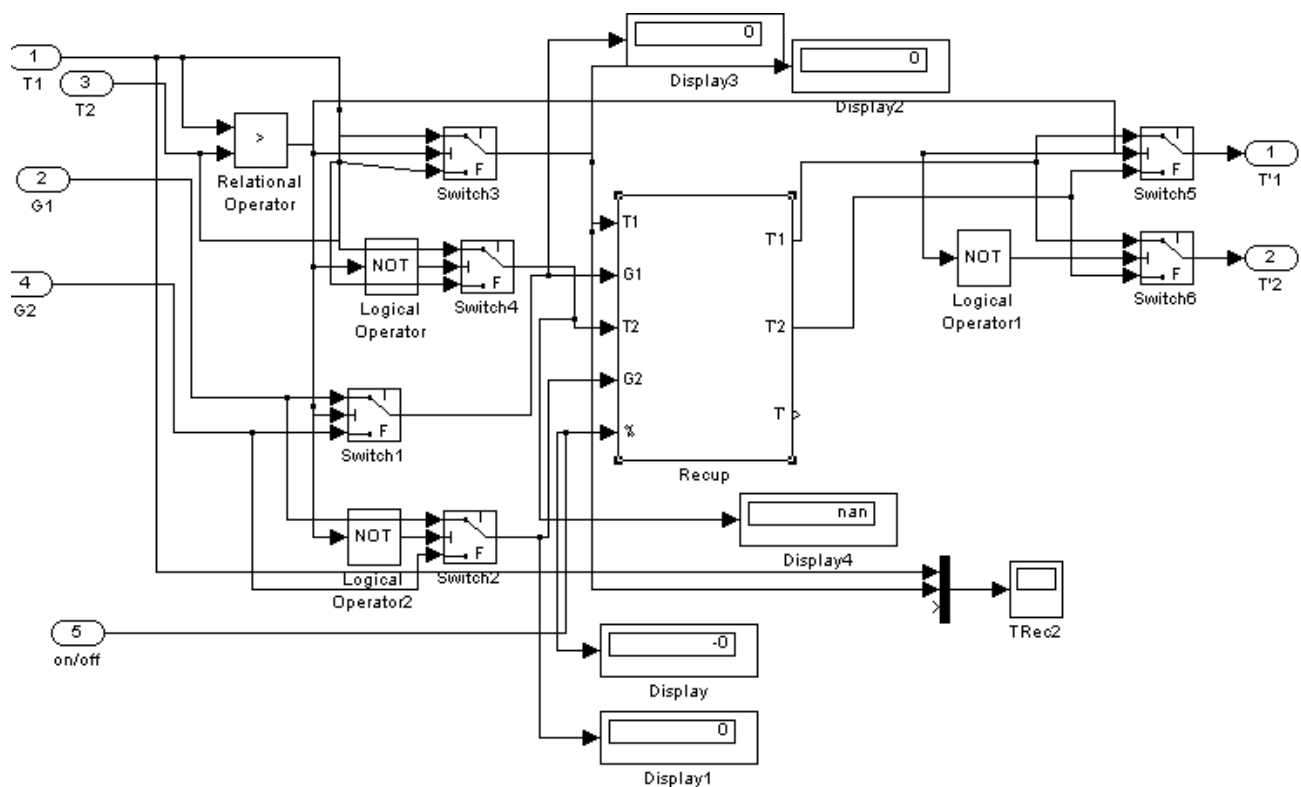 0
Display3
0
Display2
1
T1
3
T2
>
Relational
Operator
2
G1
4
G2
T
F
Switch3
NOT
Logical
Operator
T
F
Switch4
T
F
Switch1
NOT
Logical
Operator2
T
F
Switch2
5
on/off
T1
G1
T2
G2
%
T'1
T'2
T'
Recup
nan
Display4
-0
Display
0
Display1
TRec2
NOT
Logical
Operator1
T
F
Switch5
1
T'1
T
F
Switch6
2
T'2